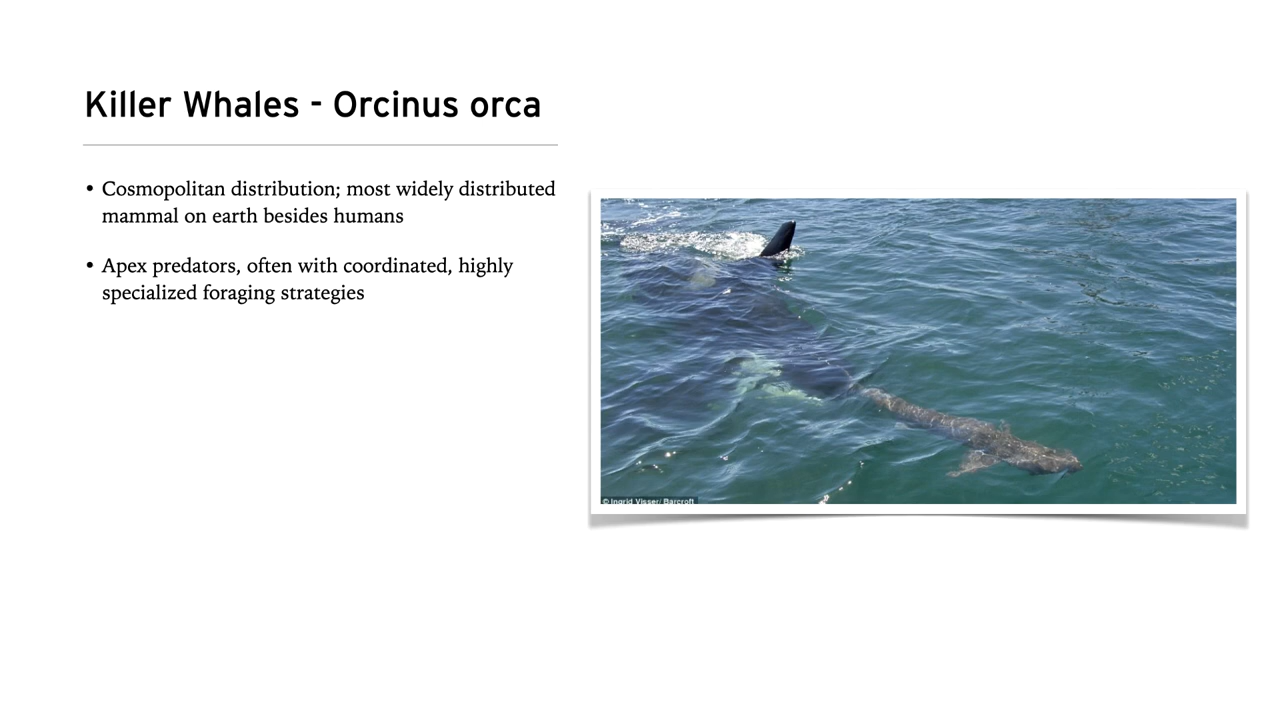 Killer Whales - Orcinus orca
• Cosmopolitan distribution; most widely distributed
mammal on earth besides humans
• Apex predators, often with coordinated, highly
specialized foraging strategies
© Ingrid Visser/ Barcroft